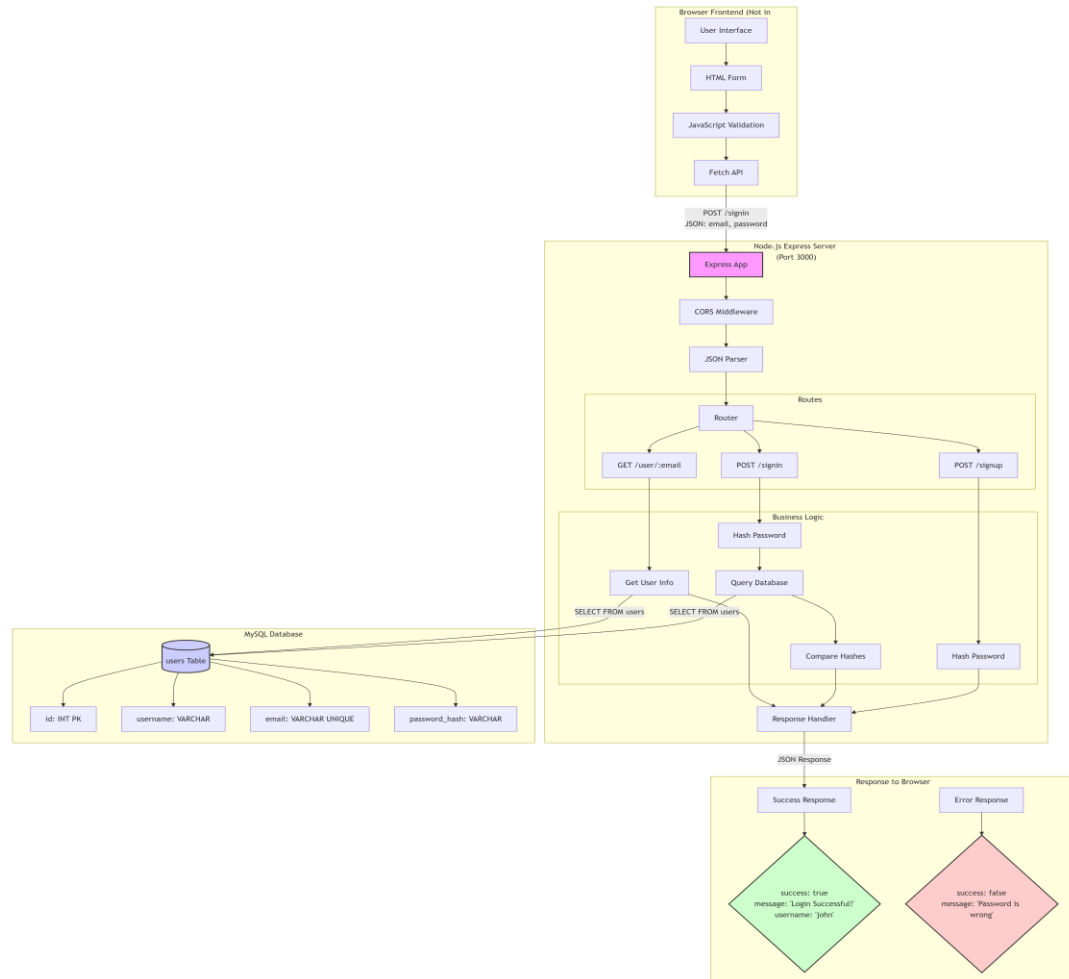 Browser Frontend (Not in
User Interface
HTML Form
JavaScript Validation
Fetch API
POST /signin
JSON: email, password
Node.js Express Server
(Port 3000)
Express App
CORS Middleware
JSON Parser
Routes
Router
GET /user/:email
POST /signin
POST /signup
Business Logic
Hash Password
Get User Info
Query Database
SELECT FROM users
SELECT FROM users
Compare Hashes
Hash Password
MySQL Database
users Table
id: INT PK
username: VARCHAR
email: VARCHAR UNIQUE
password_hash: VARCHAR
Response Handler
JSON Response
Response to Browser
Success Response
Error Response
success: true
message: 'Login Successful!'
username: 'john'
success: false
message: 'Password is
wrong'